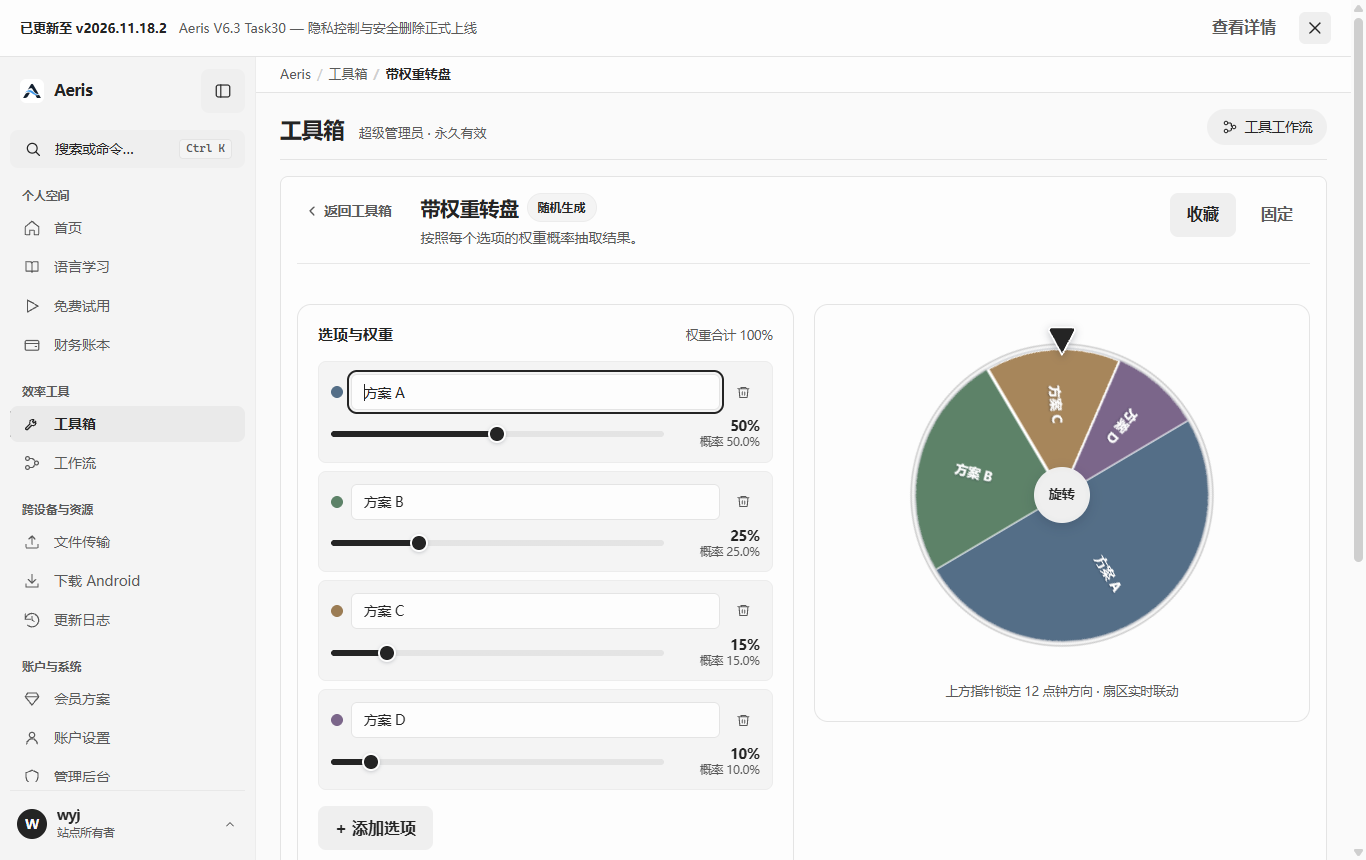 已更新至 v2026.11.18.2 Aeris V6.3 Task30 — 隐私控制与安全删除正式上线
查看详情
Aeris
搜索或命令... Ctrl K
个人空间
首页
语言学习
免费试用
财务账本
效率工具
工具箱
工作流
跨设备与资源
文件传输
下载 Android
更新日志
账户与系统
会员方案
账户设置
管理后台
W
wyj
站点所有者
Aeris / 工具箱 / 带权重转盘
工具箱 超级管理员 · 永久有效
工具工作流
返回工具箱
带权重转盘 随机生成
按照每个选项的权重概率抽取结果。
收藏 固定
选项与权重 权重合计 100%
方案 A
50%
概率 50.0%
方案 B
25%
概率 25.0%
方案 C
15%
概率 15.0%
方案 D
10%
概率 10.0%
+ 添加选项
方案 C
方案 D
方案 B
旋转
方案 A
上方指针锁定 12 点钟方向 · 扇区实时联动